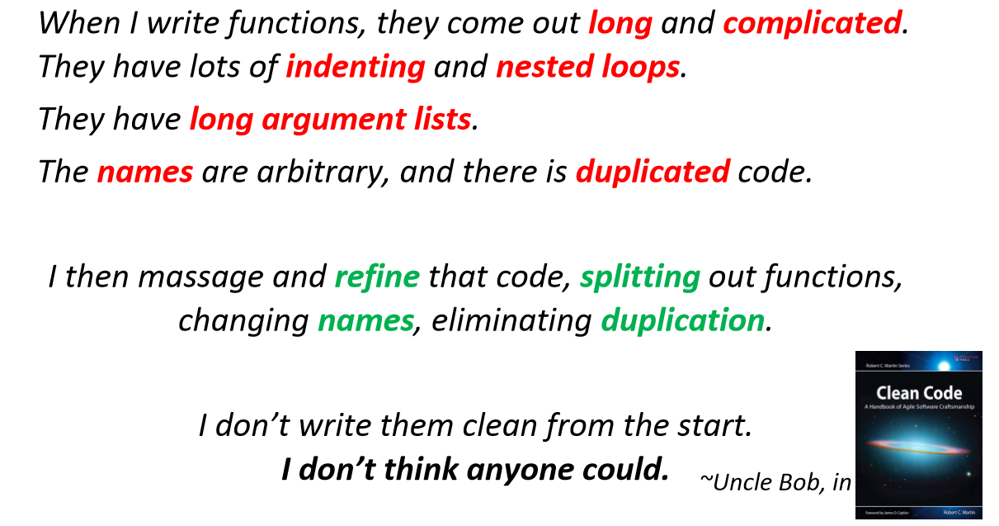 When I write functions, they come out long and complicated.
They have lots of indenting and nested loops.
They have long argument lists.
The names are arbitrary, and there is duplicated code.
I then massage and refine that code, splitting out functions,
changing names, eliminating duplication.
I don’t write them clean from the start.
I don’t think anyone could.
~Uncle Bob, in
Robert C. Martin Series
Clean Code
A Handbook of Agile Software Craftsmanship
Foreword by James O. Coplien
Robert C. Martin